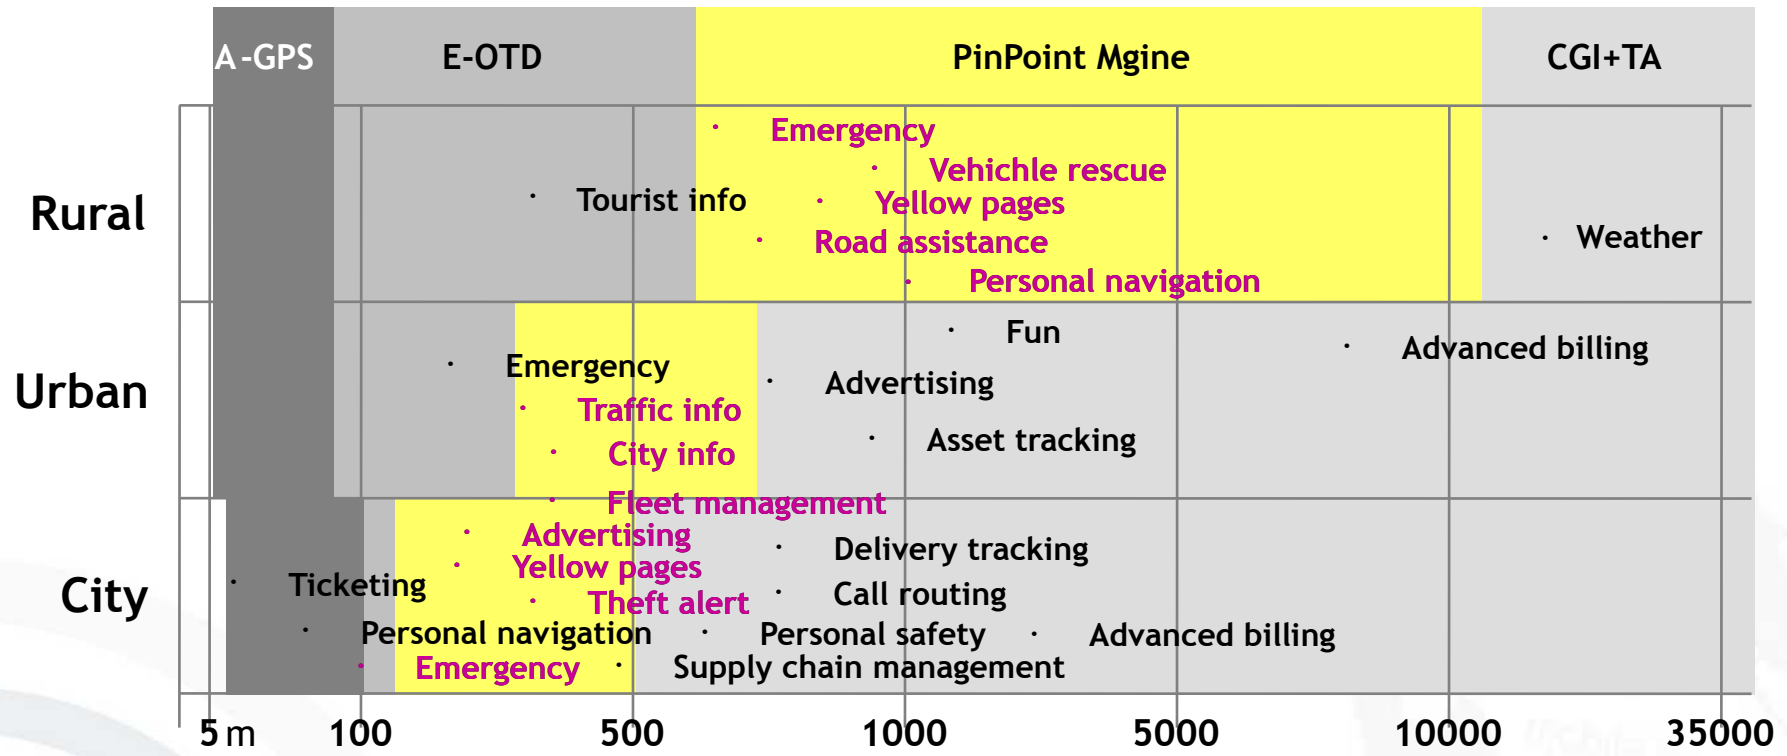 A-GPS E-OTD PinPoint Mgine CGI+TA
Rural
· Emergency
· Vehichle rescue
· Tourist info
· Yellow pages
· Road assistance
· Weather
· Personal navigation
Urban
· Fun
· Advanced billing
· Emergency
· Advertising
· Traffic info
· Asset tracking
· City info
City
· Fleet management
· Advertising
· Delivery tracking
· Yellow pages
· Ticketing
· Call routing
· Theft alert
· Personal navigation
· Personal safety
· Advanced billing
· Emergency
· Supply chain management
5 m 100 500 1000 5000 10000 35000